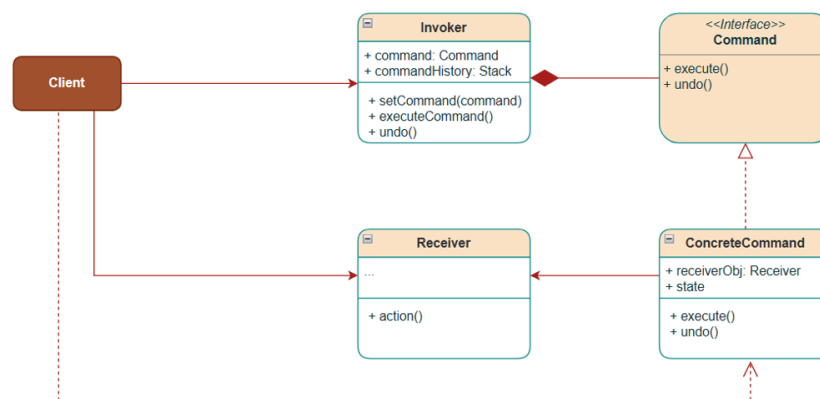 Client
Invoker
+ command: Command
+ commandHistory: Stack
+ setCommand(command)
+ executeCommand()
+ undo()
<<Interface>>
Command
+ execute()
+ undo()
Receiver
...
+ action()
ConcreteCommand
+ receiverObj: Receiver
+ state
+ execute()
+ undo()